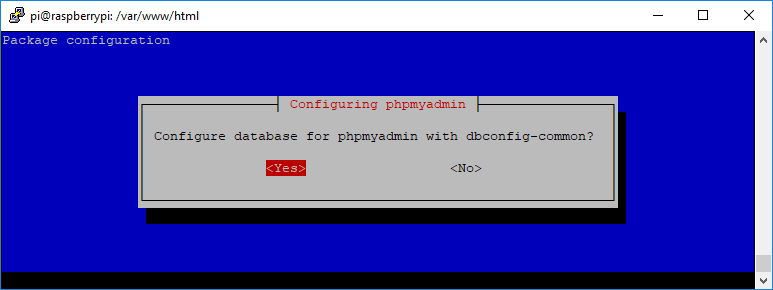 pi@raspberrypi: /var/www/html
Package configuration
Configuring phpmyadmin
Configure database for phpmyadmin with dbconfig-common?
<Yes> <No>